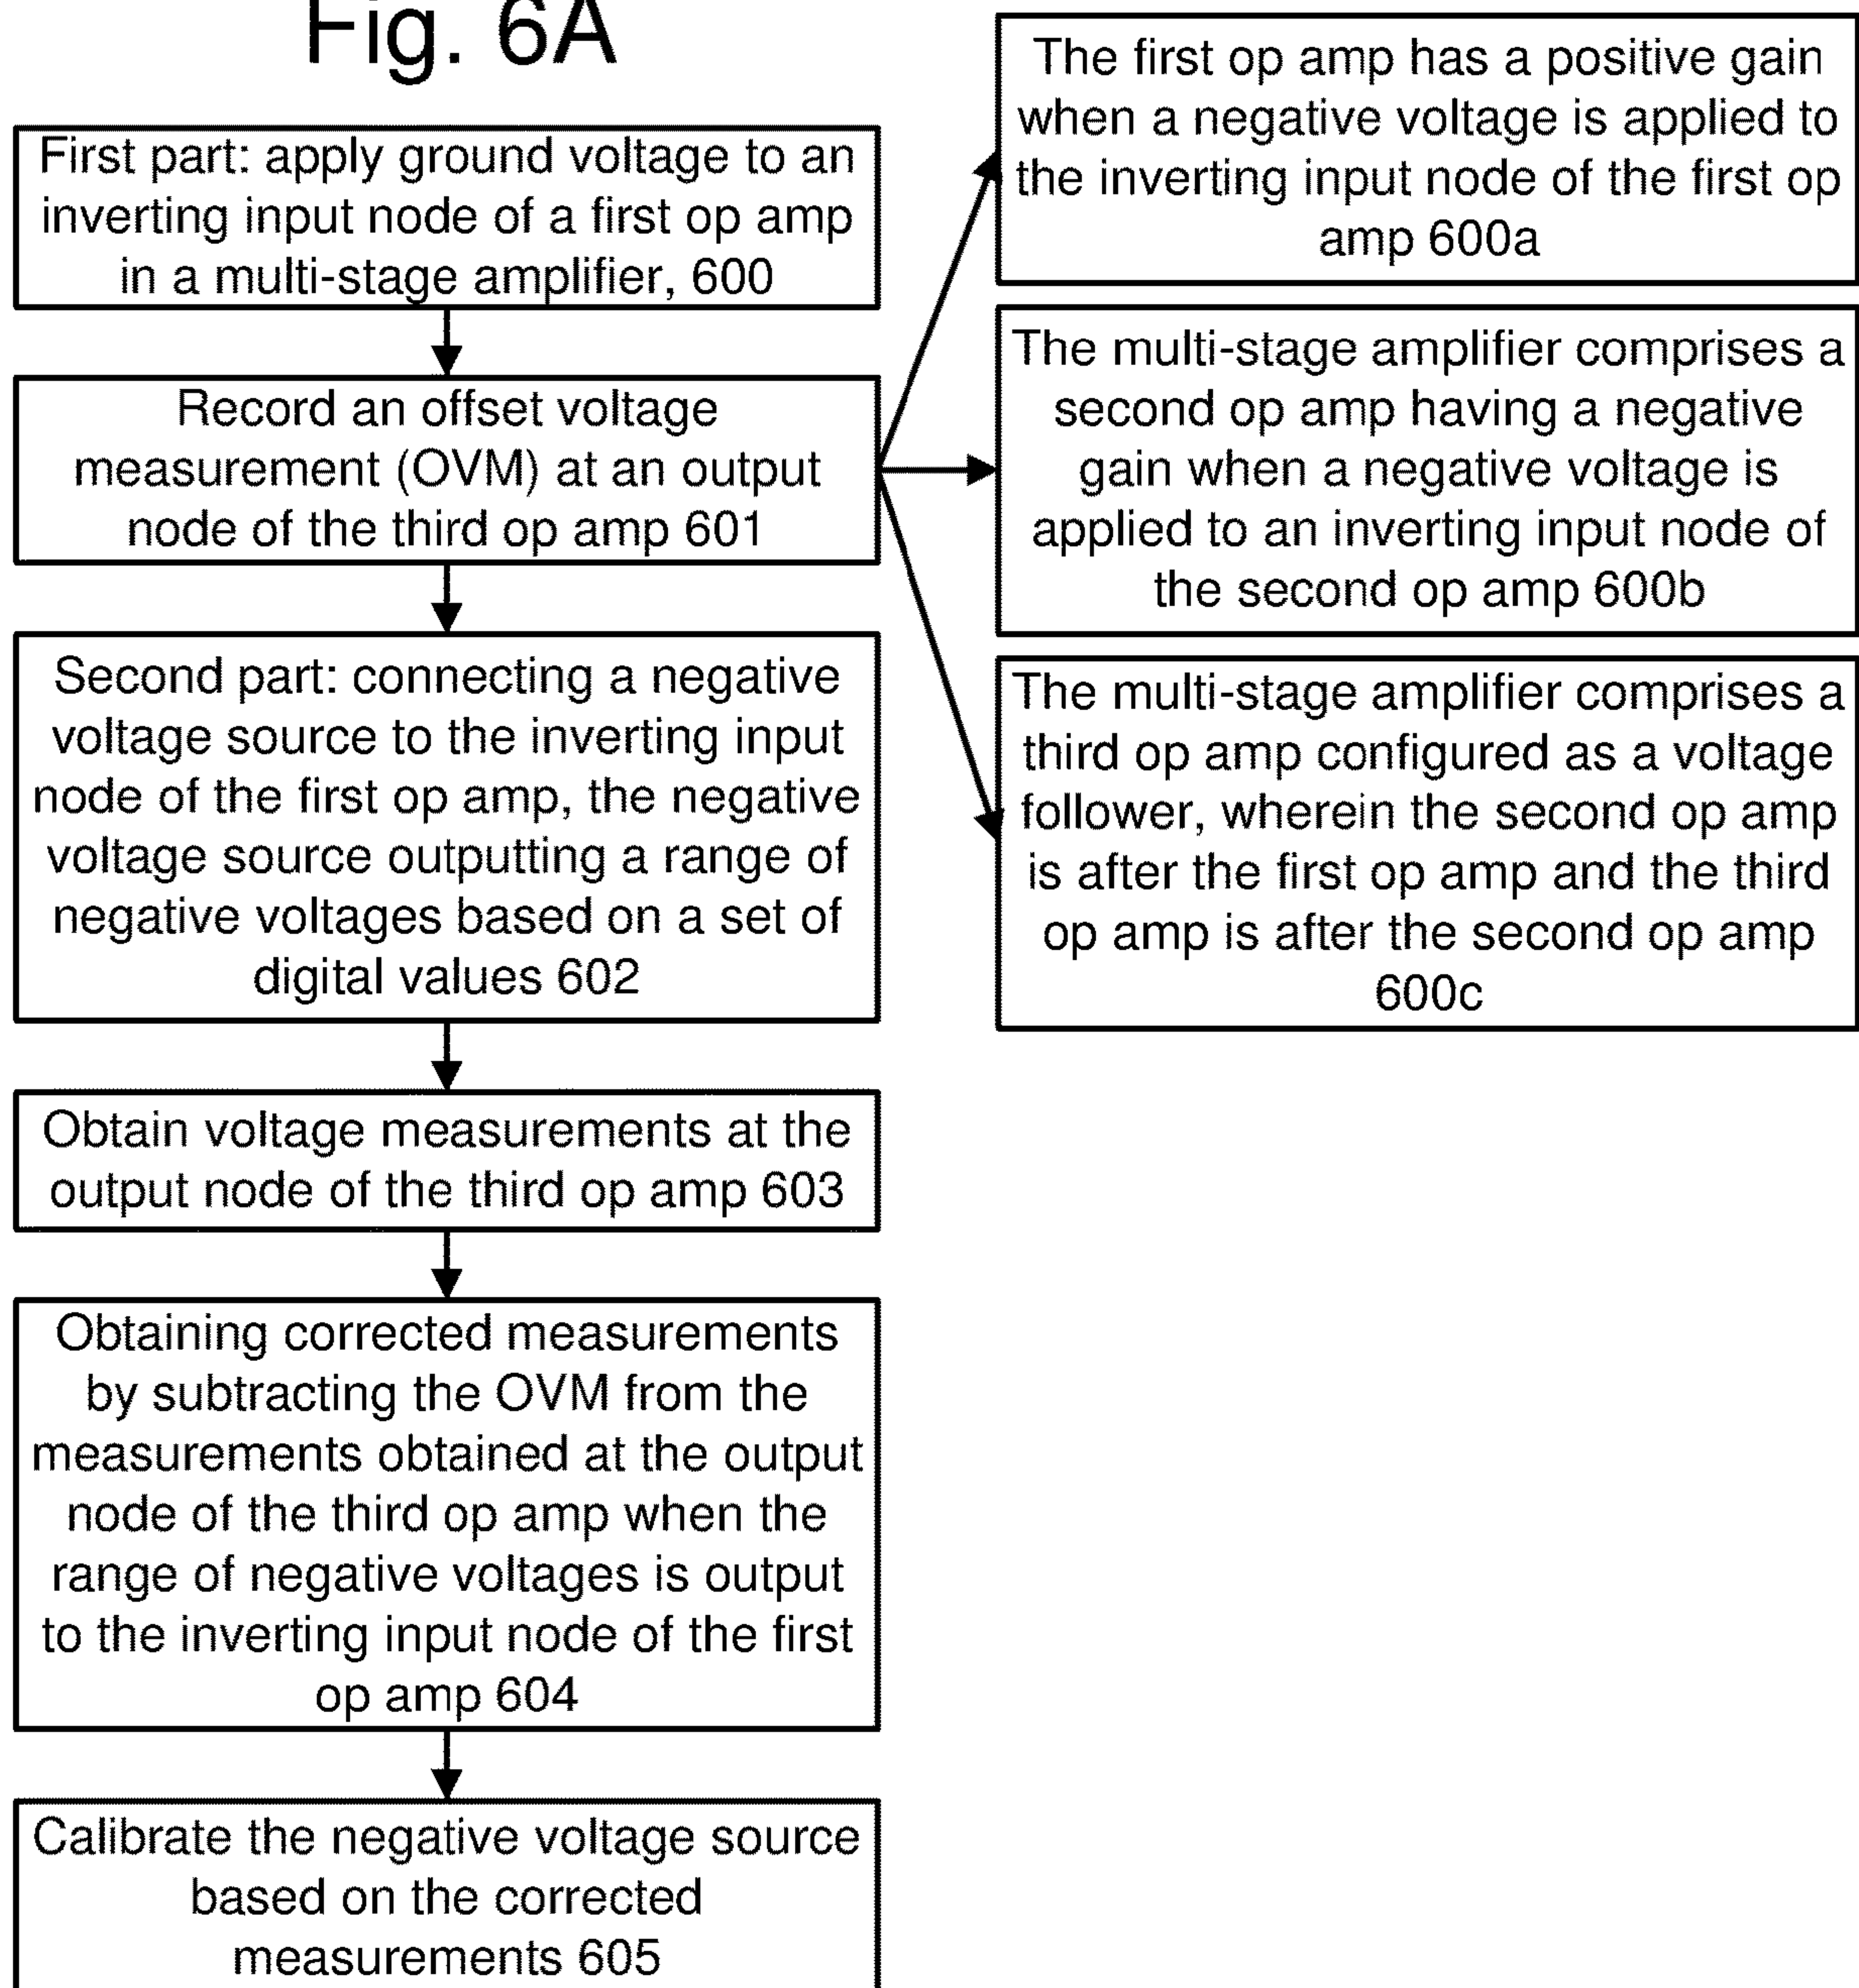 Fig. 6A
First part: apply ground voltage to an
inverting input node of a first op amp
in a multi-stage amplifier, 600
Record an offset voltage
measurement (OVM) at an output
node of the third op amp 601
Second part: connecting a negative
voltage source to the inverting input
node of the first op amp, the negative
voltage source outputting a range of
negative voltages based on a set of
digital values 602
Obtain voltage measurements at the
output node of the third op amp 603
Obtaining corrected measurements
by subtracting the OVM from the
measurements obtained at the output
node of the third op amp when the
range of negative voltages is output
to the inverting input node of the first
op amp 604
Calibrate the negative voltage source
based on the corrected
measurements 605
The first op amp has a positive gain
when a negative voltage is applied to
the inverting input node of the first op
amp 600a
The multi-stage amplifier comprises a
second op amp having a negative
gain when a negative voltage is
applied to an inverting input node of
the second op amp 600b
The multi-stage amplifier comprises a
third op amp configured as a voltage
follower, wherein the second op amp
is after the first op amp and the third
op amp is after the second op amp
600c